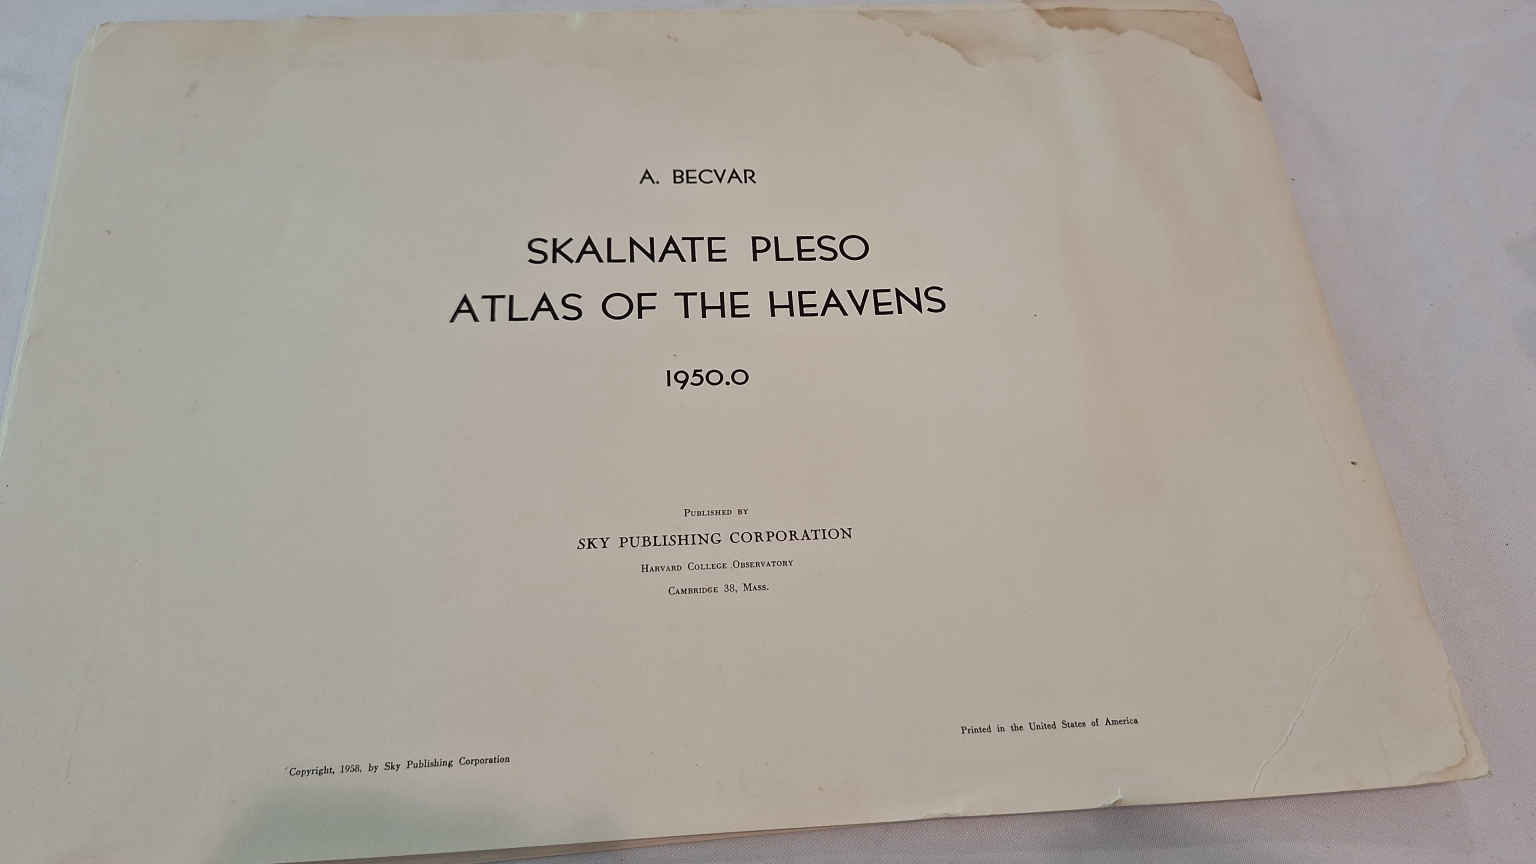 A. BECVAR
SKALNATE PLESO
ATLAS OF THE HEAVENS
1950.0
PUBLISHED BY
SKY PUBLISHING CORPORATION
HARVARD COLLEGE OBSERVATORY
CAMBRIDGE 38, MASS.
Printed in the United States of America
Copyright, 1958, by Sky Publishing Corporation